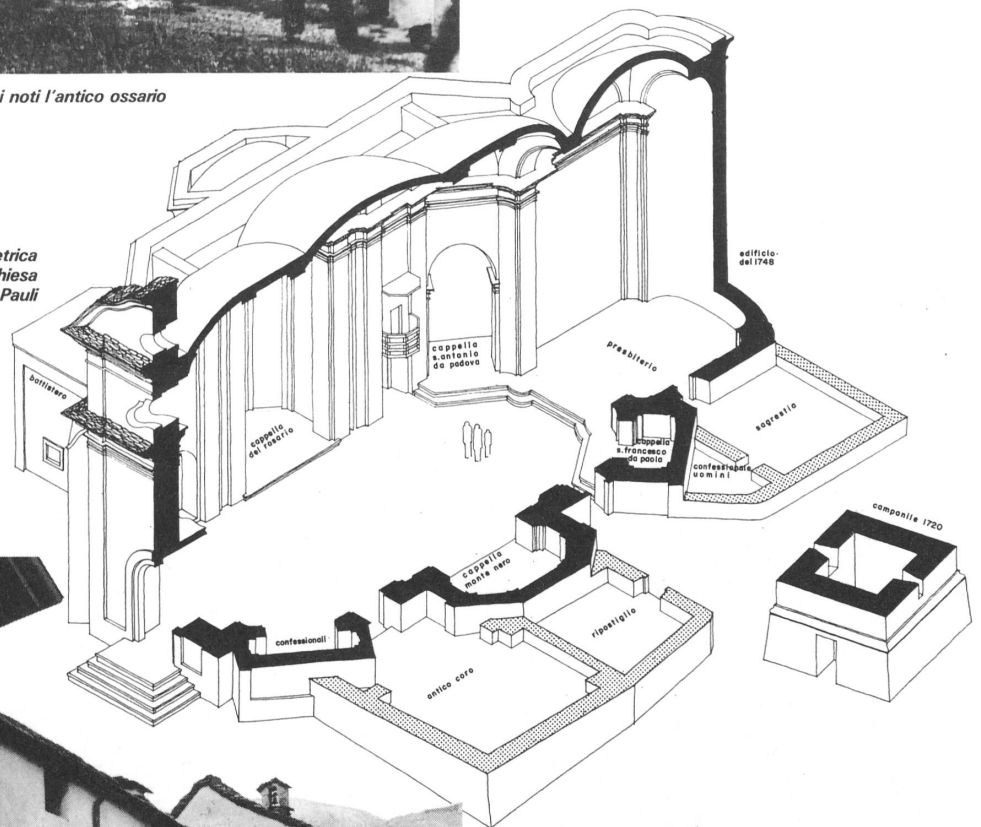 i noti l'antico ossario
etrica
hiesa
Pauli
edificio
del 1748
battistero
cappella
s.antonio
da padova
presbiterio
cappella
del rosario
sagrestia
cappella
s.francesco
da paola
confessionale
uomini
campanile 1720
cappella
monte nero
confessionali
ripostiglio
antico coro